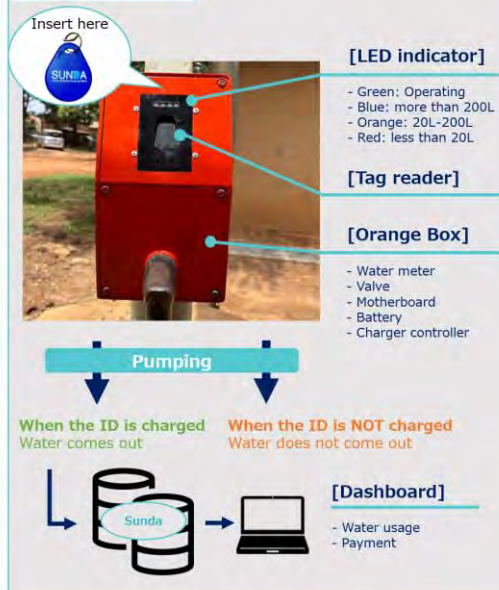 Insert here
SUNDA
[LED indicator]
- Green: Operating
- Blue: more than 200L
- Orange: 20L-200L
- Red: less than 20L
[Tag reader]
[Orange Box]
- Water meter
- Valve
- Motherboard
- Battery
- Charger controller
Pumping
When the ID is charged
Water comes out
When the ID is NOT charged
Water does not come out
Sunda
[Dashboard]
- Water usage
- Payment